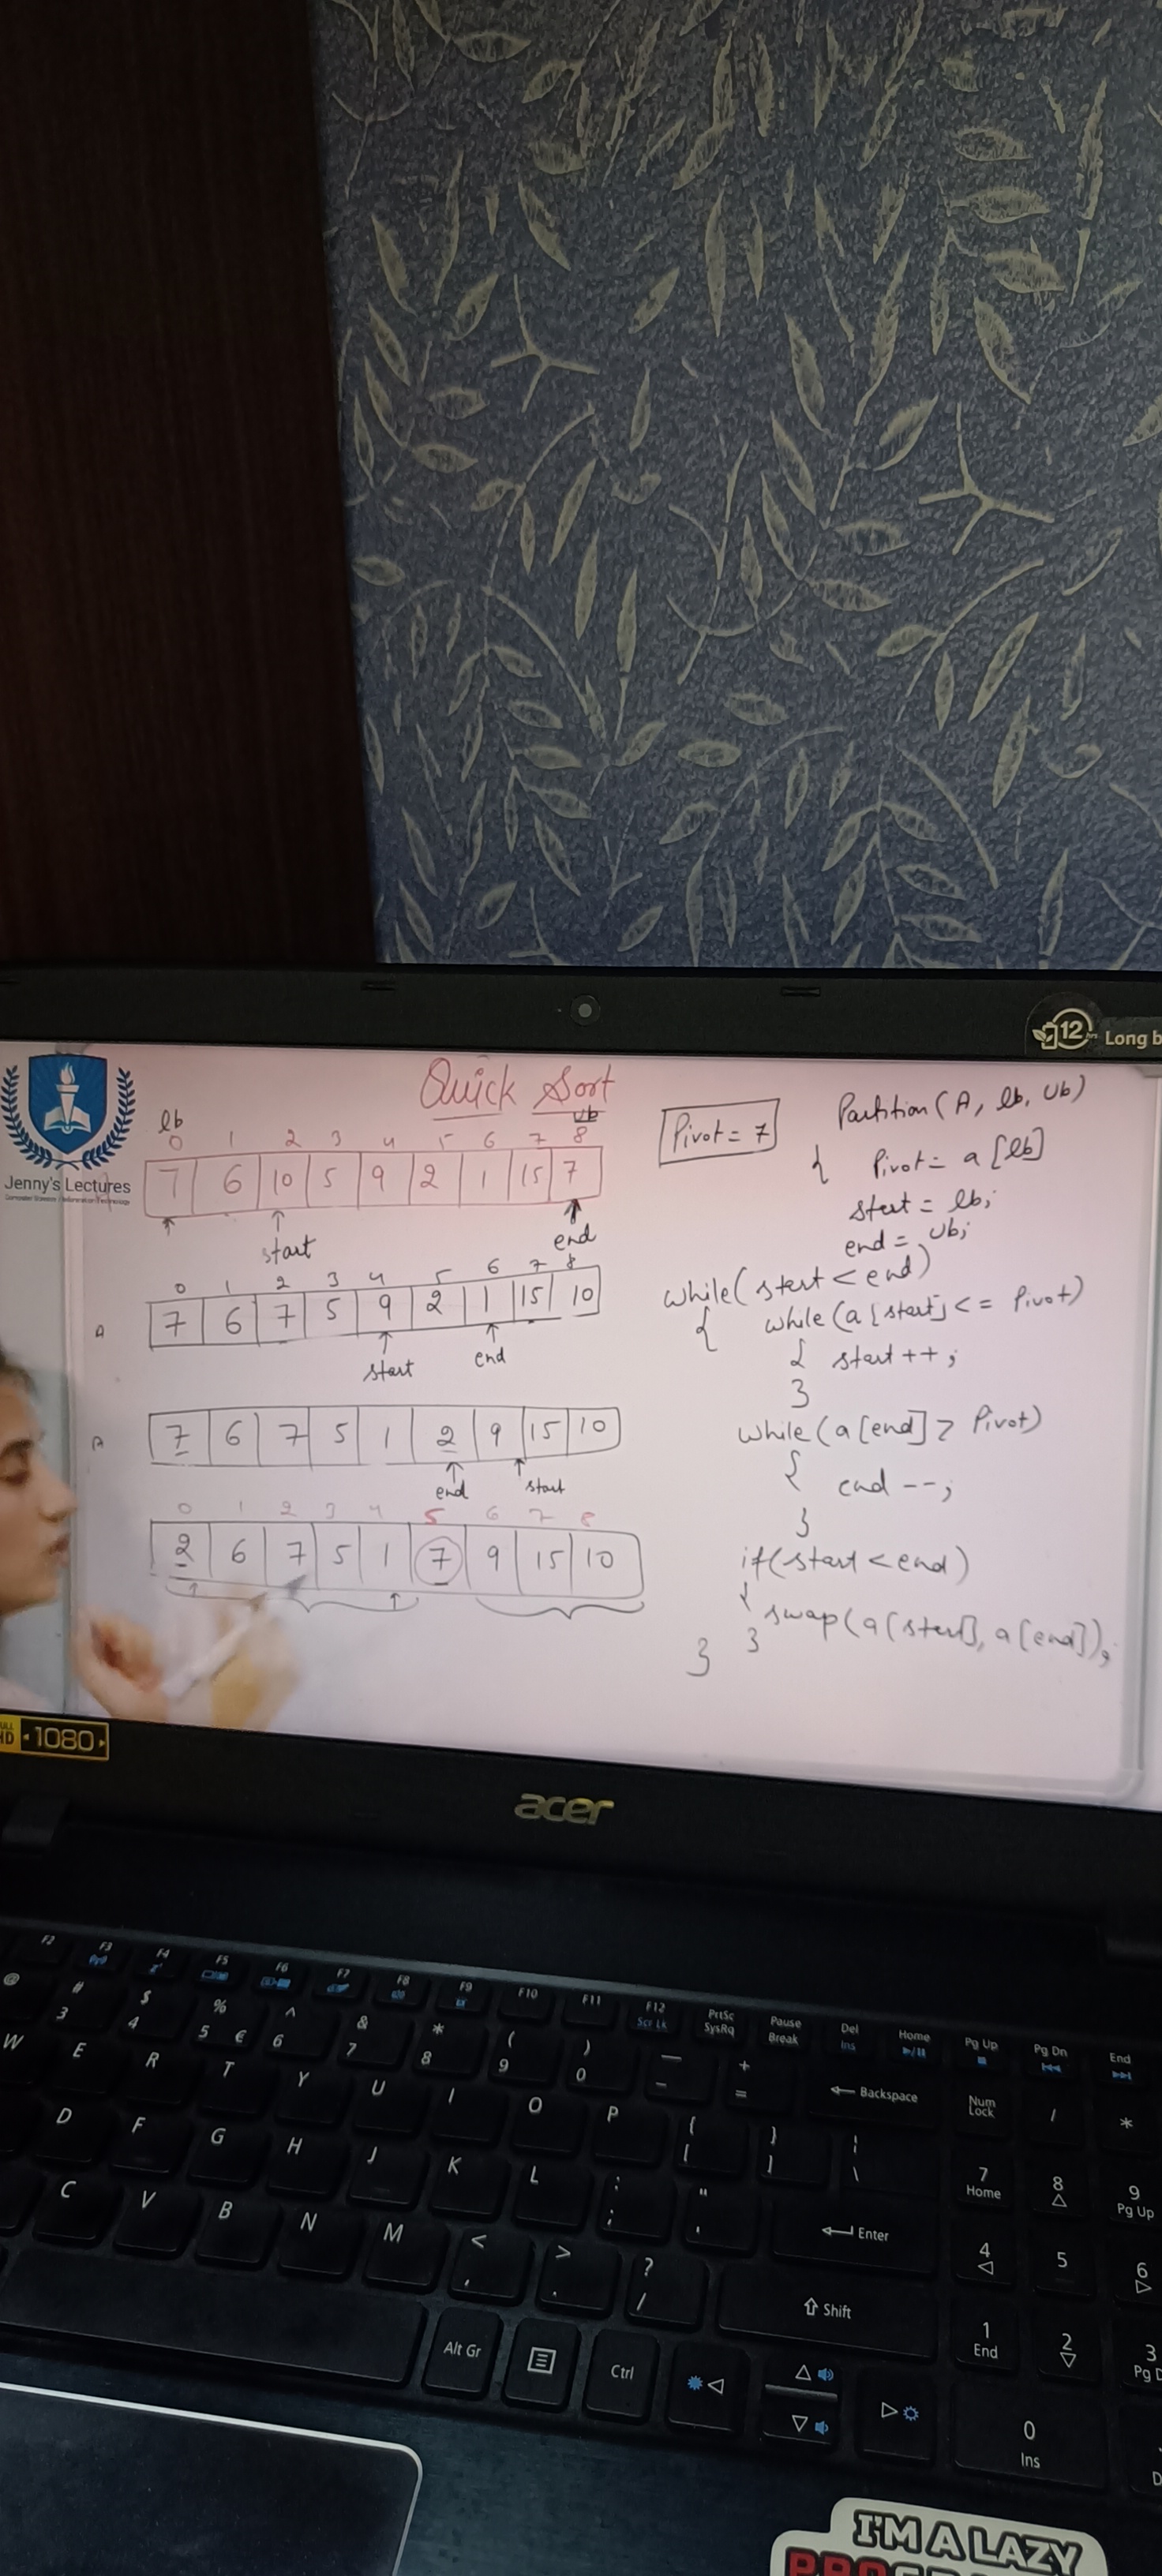 12 hrs Long b
Quick Sort
Jenny's Lectures
lb
ub
0 1 2 3 4 5 6 7 8
7 6 10 5 9 2 1 15 7
start
end
0 1 2 3 4 5 6 7 8
A 7 6 7 5 9 2 1 15 10
start
end
A 7 6 7 5 1 2 9 15 10
end
start
0 1 2 3 4 5 6 7 8
2 6 7 5 1 7 9 15 10
Pivot = 7
Partition(A, lb, ub)
{ Pivot = a[lb]
start = lb;
end = ub;
while(start < end)
{ while(a[start] <= Pivot)
{ start++;
}
while(a[end] > Pivot)
{
end--;
}
if(start < end)
{
swap(a[start], a[end]);
}
}
FULL HD 1080
acer
F2 F3 F4 F5 F6 F7 F8 F9 F10 F11 F12 PrtSc Pause Del Home Pg Up Pg Dn End
Scr Lk SysRq Break Ins
@ # $ % ^ & * ( ) _ +
3 4 5 € 6 7 8 9 0 - = Backspace Num Lock / *
W E R T Y U I O P { } ¦
[ ] \ 7 Home 8 9 Pg Up
D F G H J K L : " Enter 4 5 6
; '
C V B N M < > ? Shift 1 End 2 3 Pg D
, . /
Alt Gr Ctrl 0 Ins D
I'M A LAZY